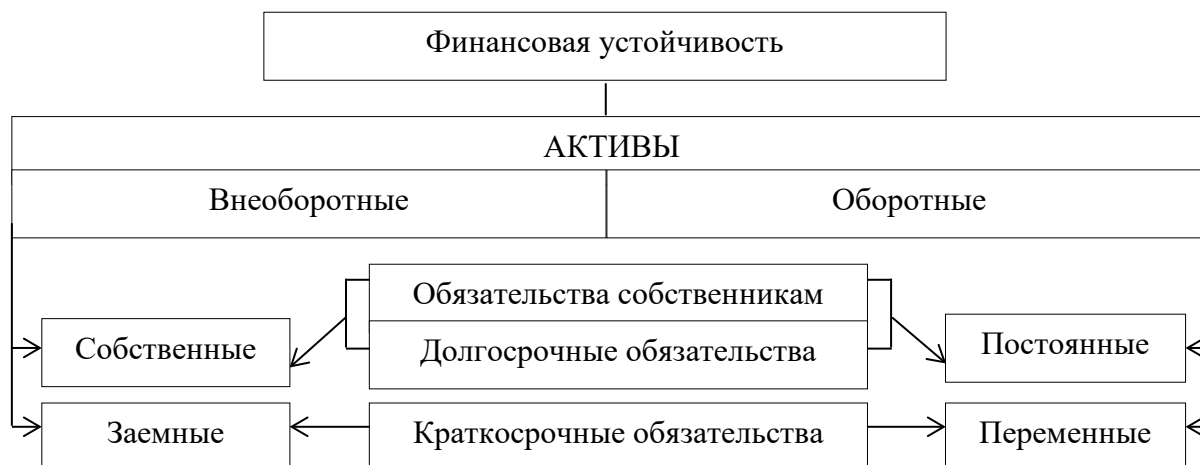 Финансовая устойчивость
АКТИВЫ
Внеоборотные
Оборотные
Обязательства собственникам
Собственные
Долгосрочные обязательства
Постоянные
Заемные
Краткосрочные обязательства
Переменные